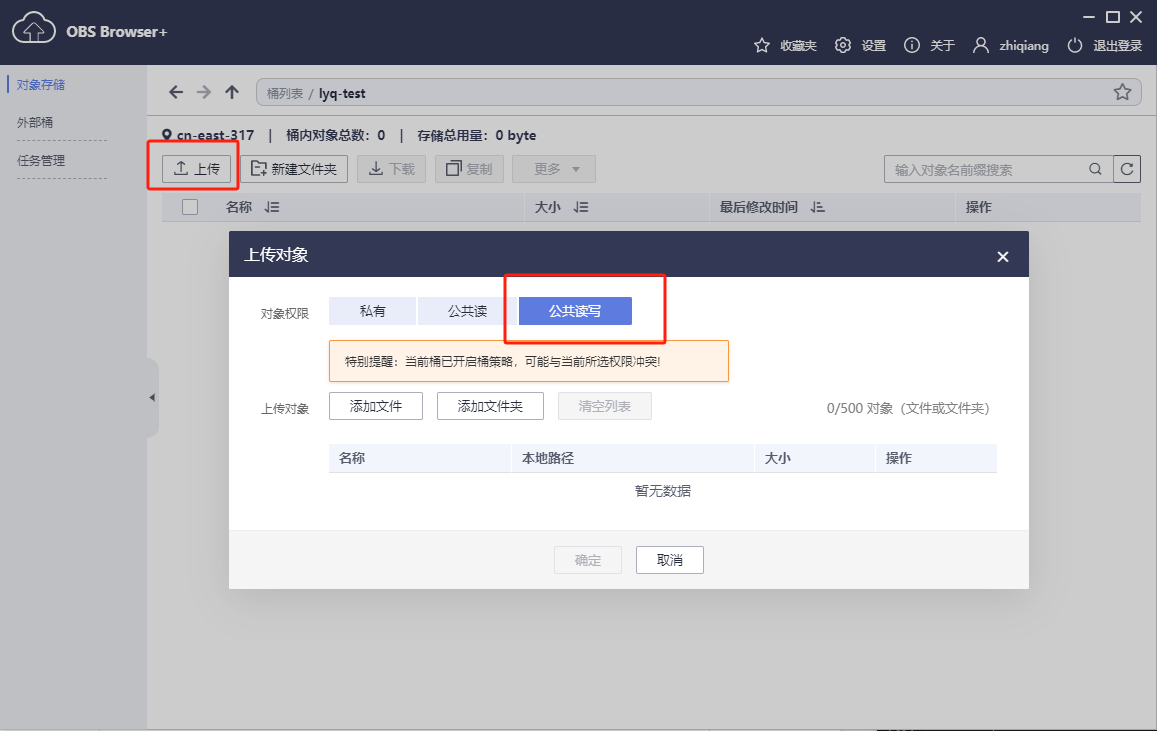 OBS Browser+
收藏夹 设置 关于 zhiqiang 退出登录
对象存储
外部桶
任务管理
桶列表 / lyq-test
cn-east-317 | 桶内对象总数：0 | 存储总用量：0 byte
上传 新建文件夹 下载 复制 更多 输入对象名前缀搜索
名称 大小 最后修改时间 操作
上传对象
对象权限 私有 公共读 公共读写
特别提醒：当前桶已开启桶策略，可能与当前所选权限冲突!
上传对象 添加文件 添加文件夹 清空列表 0/500 对象（文件或文件夹）
名称 本地路径 大小 操作
暂无数据
确定 取消